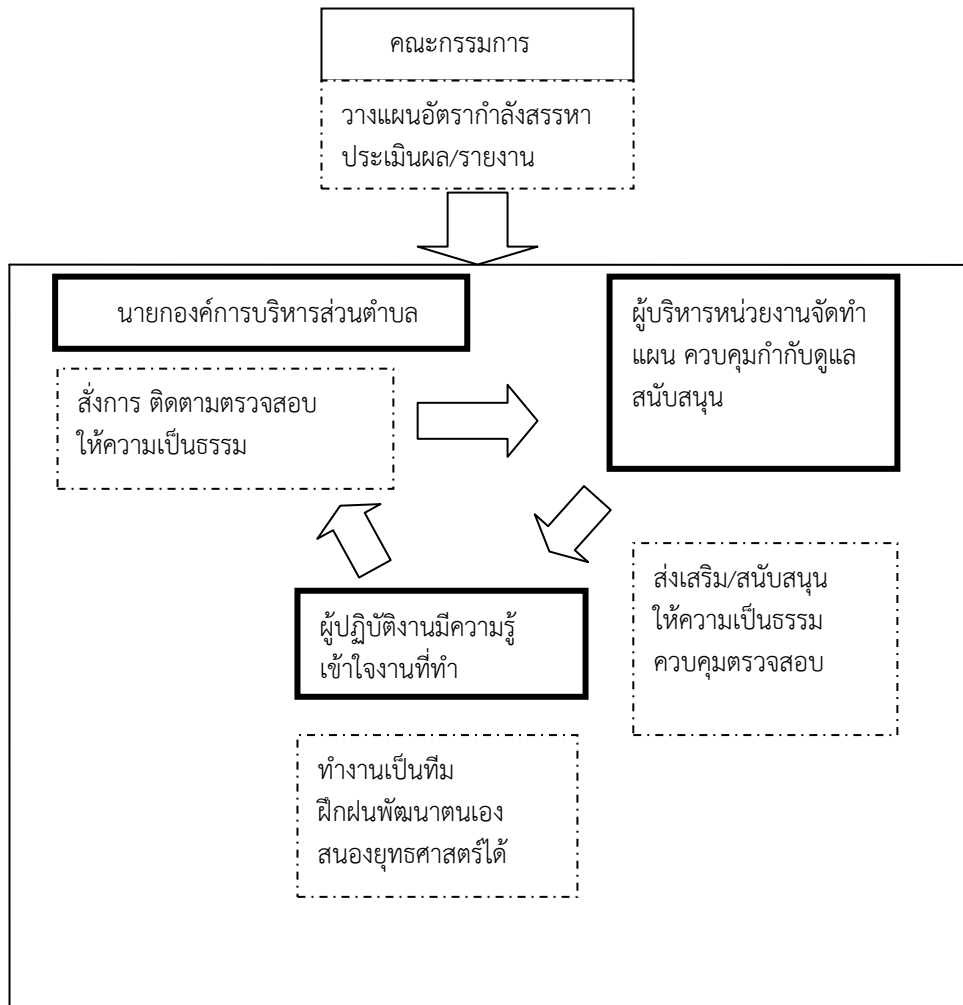 คณะกรรมการ
วางแผนอัตรากำลังสรรหา
ประเมินผล/รายงาน
นายกองค์การบริหารส่วนตำบล
สั่งการ ติดตามตรวจสอบ
ให้ความเป็นธรรม
ผู้บริหารหน่วยงานจัดทำ
แผน ควบคุมกำกับดูแล
สนับสนุน
ส่งเสริม/สนับสนุน
ให้ความเป็นธรรม
ควบคุมตรวจสอบ
ผู้ปฏิบัติงานมีความรู้
เข้าใจงานที่ทำ
ทำงานเป็นทีม
ฝึกฝนพัฒนาตนเอง
สนองยุทธศาสตร์ได้